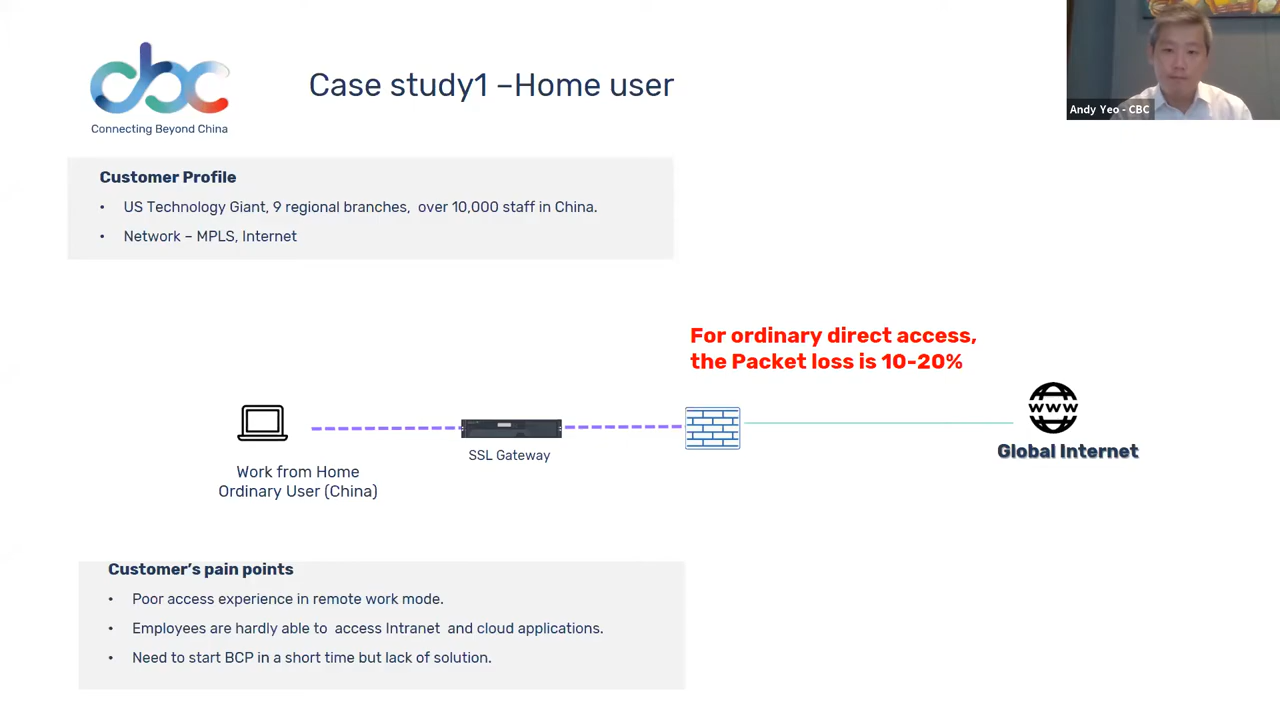 cbc
Connecting Beyond China
Case study1 –Home user
Andy Yeo - CBC
Customer Profile
• US Technology Giant, 9 regional branches, over 10,000 staff in China.
• Network – MPLS, Internet
For ordinary direct access,
the Packet loss is 10-20%
WWW
Global Internet
SSL Gateway
Work from Home
Ordinary User (China)
Customer's pain points
• Poor access experience in remote work mode.
• Employees are hardly able to access Intranet and cloud applications.
• Need to start BCP in a short time but lack of solution.